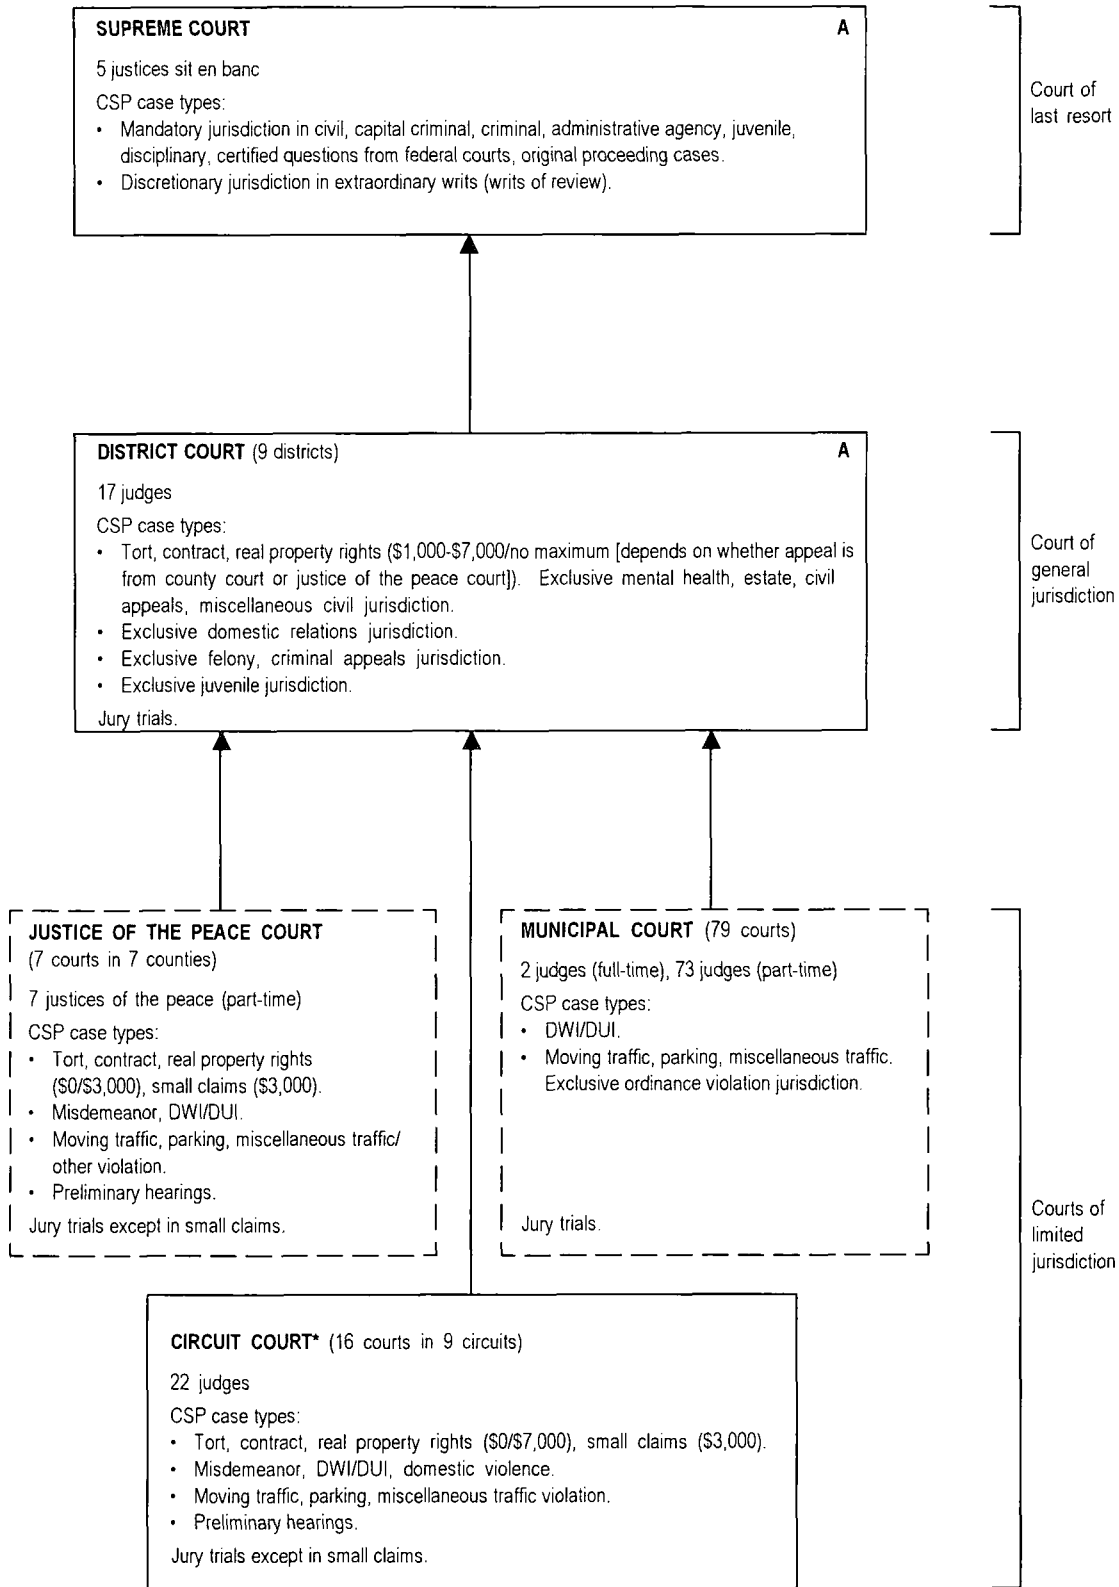 SUPREME COURT A
5 justices sit en banc
CSP case types:
• Mandatory jurisdiction in civil, capital criminal, criminal, administrative agency, juvenile,
disciplinary, certified questions from federal courts, original proceeding cases.
• Discretionary jurisdiction in extraordinary writs (writs of review).
Court of
last resort
DISTRICT COURT (9 districts) A
17 judges
CSP case types:
• Tort, contract, real property rights ($1,000-$7,000/no maximum [depends on whether appeal is
from county court or justice of the peace court]). Exclusive mental health, estate, civil
appeals, miscellaneous civil jurisdiction.
• Exclusive domestic relations jurisdiction.
• Exclusive felony, criminal appeals jurisdiction.
• Exclusive juvenile jurisdiction.
Jury trials.
Court of
general
jurisdiction
JUSTICE OF THE PEACE COURT
(7 courts in 7 counties)
7 justices of the peace (part-time)
CSP case types:
• Tort, contract, real property rights
($0/$3,000), small claims ($3,000).
• Misdemeanor, DWI/DUI.
• Moving traffic, parking, miscellaneous traffic/
other violation.
• Preliminary hearings.
Jury trials except in small claims.
MUNICIPAL COURT (79 courts)
2 judges (full-time), 73 judges (part-time)
CSP case types:
• DWI/DUI.
• Moving traffic, parking, miscellaneous traffic.
Exclusive ordinance violation jurisdiction.
Jury trials.
Courts of
limited
jurisdiction
CIRCUIT COURT* (16 courts in 9 circuits)
22 judges
CSP case types:
• Tort, contract, real property rights ($0/$7,000), small claims ($3,000).
• Misdemeanor, DWI/DUI, domestic violence.
• Moving traffic, parking, miscellaneous traffic violation.
• Preliminary hearings.
Jury trials except in small claims.